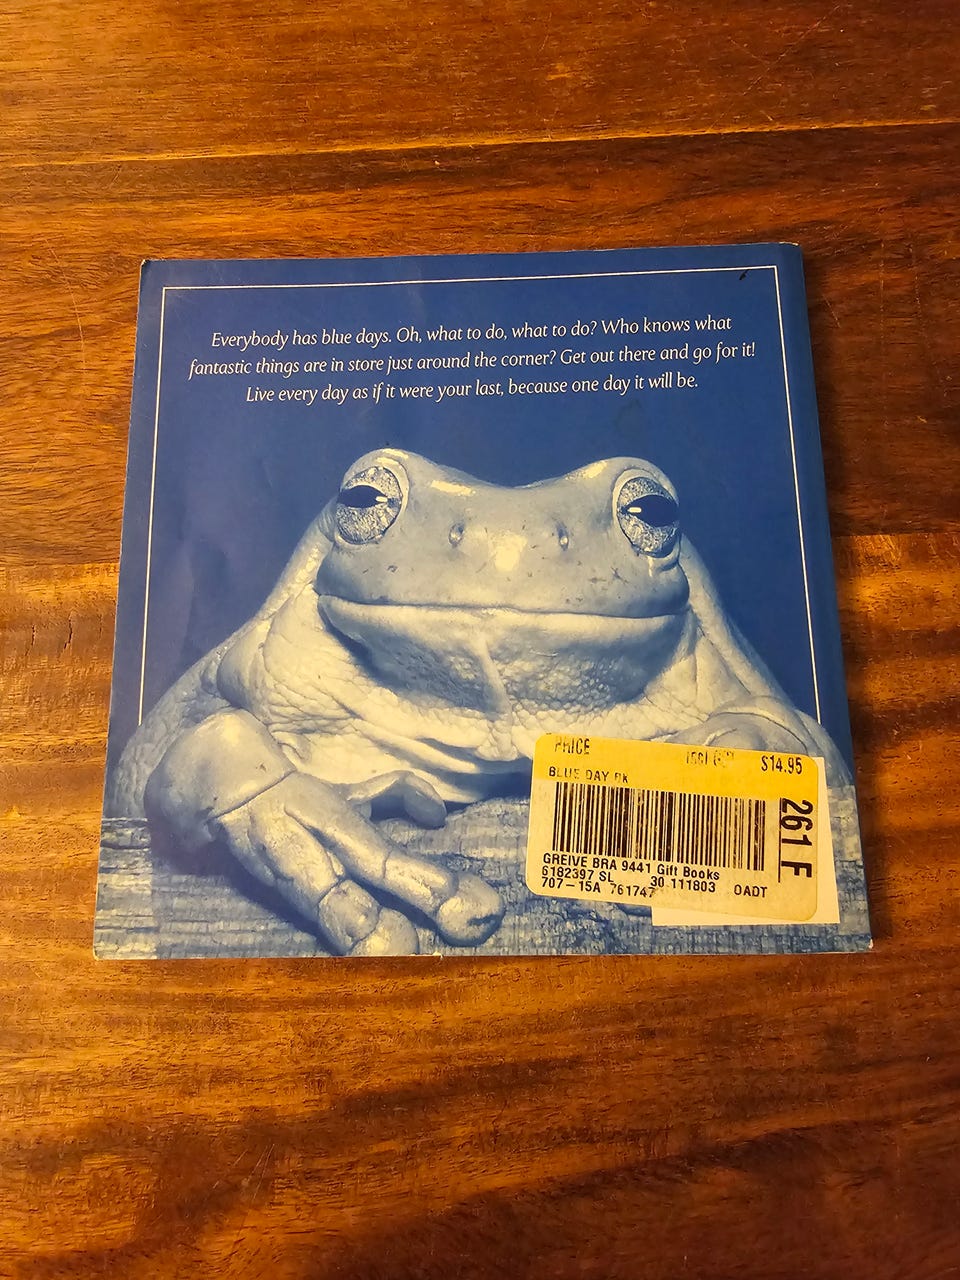 Everybody has blue days. Oh, what to do, what to do? Who knows what
fantastic things are in store just around the corner? Get out there and go for it!
Live every day as if it were your last, because one day it will be.
PRICE $14.95
BLUE DAY BK
261 F
GREIVE BRA 9441 Gift Books
6182397 SL 30 111803 OADT
707-15A 761747